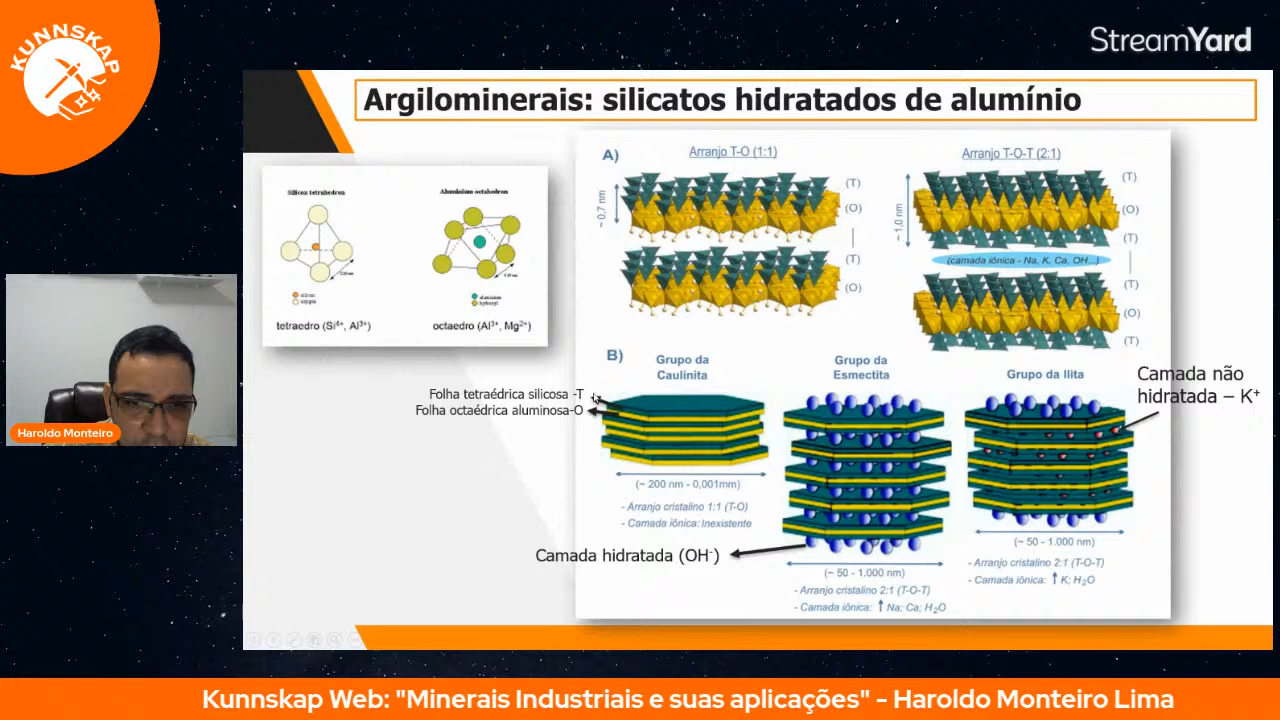 KUNNSKAP
StreamYard
Argilominerais: silicatos hidratados de alumínio
Silicon tetrahedron
Aluminium octahedron
silicon
oxygen
aluminium
hydroxyl
tetraedro (Si⁴⁺, Al³⁺)
octaedro (Al³⁺, Mg²⁺)
A)
Arranjo T-O (1:1)
~ 0,7 nm
(T)
(O)
(T)
(O)
Arranjo T-O-T (2:1)
~ 1,0 nm
(T)
(O)
(T)
(camada iônica - Na, K, Ca, OH...)
(T)
(O)
(T)
B)
Grupo da
Caulinita
Grupo da
Esmectita
Grupo da Ilita
Camada não
hidratada – K⁺
Folha tetraédrica silicosa -T
Folha octaédrica aluminosa-O
(~ 200 nm - 0,001mm)
- Arranjo cristalino 1:1 (T-O)
- Camada iônica: Inexistente
Camada hidratada (OH⁻)
(~ 50 - 1.000 nm)
- Arranjo cristalino 2:1 (T-O-T)
- Camada iônica: ↑ Na; Ca; H₂O
(~ 50 - 1.000 nm)
- Arranjo cristalino 2:1 (T-O-T)
- Camada iônica: ↑ K; H₂O
Haroldo Monteiro
Kunnskap Web: "Minerais Industriais e suas aplicações" - Haroldo Monteiro Lima